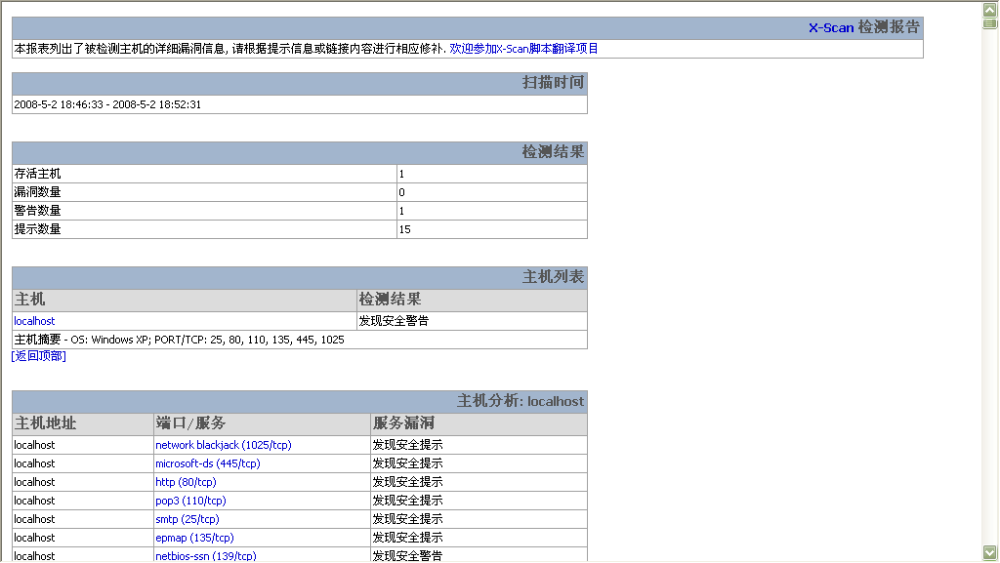 X-Scan 检测报告
本报表列出了被检测主机的详细漏洞信息, 请根据提示信息或链接内容进行相应修补. 欢迎参加X-Scan脚本翻译项目
扫描时间
2008-5-2 18:46:33 - 2008-5-2 18:52:31
检测结果
存活主机 1
漏洞数量 0
警告数量 1
提示数量 15
主机列表
主机 检测结果
localhost 发现安全警告
主机摘要 - OS: Windows XP; PORT/TCP: 25, 80, 110, 135, 445, 1025
[返回顶部]
主机分析: localhost
主机地址 端口/服务 服务漏洞
localhost network blackjack (1025/tcp) 发现安全提示
localhost microsoft-ds (445/tcp) 发现安全提示
localhost http (80/tcp) 发现安全提示
localhost pop3 (110/tcp) 发现安全提示
localhost smtp (25/tcp) 发现安全提示
localhost epmap (135/tcp) 发现安全提示
localhost netbios-ssn (139/tcp) 发现安全警告